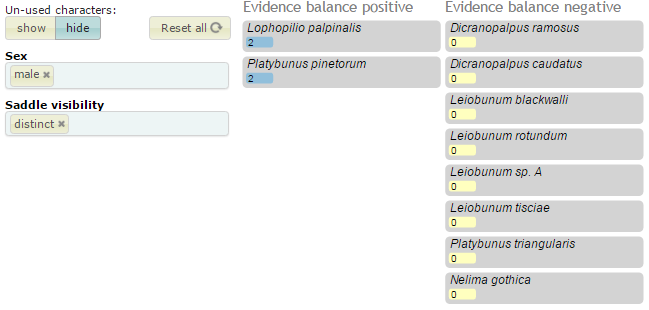 Un-used characters:
show hide Reset all
Sex
male ✖
Saddle visibility
distinct ✖
Evidence balance positive
Lophopilio palpinalis
2
Platybunus pinetorum
2
Evidence balance negative
Dicranopalpus ramosus
0
Dicranopalpus caudatus
0
Leiobunum blackwalli
0
Leiobunum rotundum
0
Leiobunum sp. A
0
Leiobunum tisciae
0
Platybunus triangularis
0
Nelima gothica
0